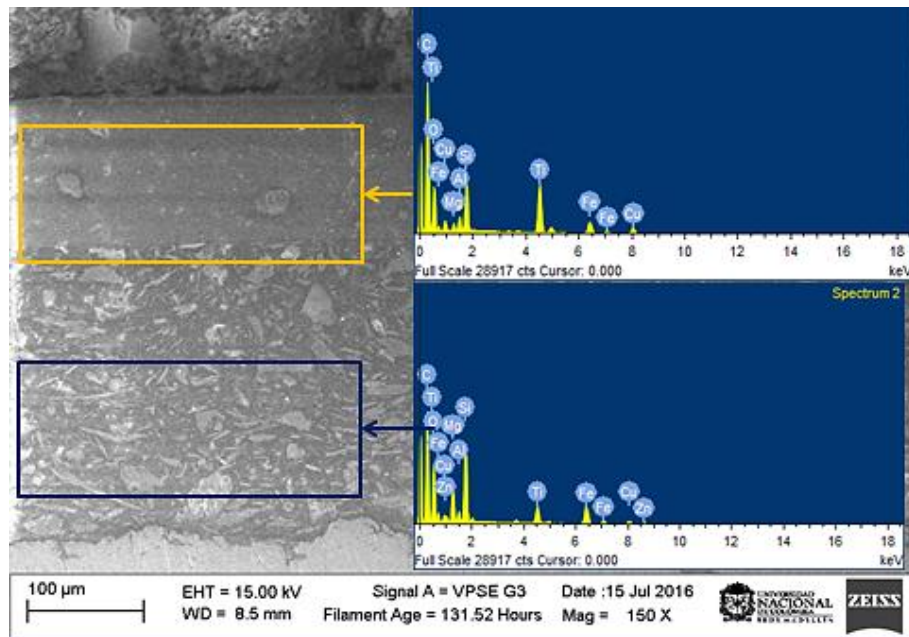 C
Ti
O
Cu
Si
Fe
Al
Mg
Ti
Fe
Fe
Cu
0 2 4 6 8 10 12 14 16 18
Full Scale 28917 cts Cursor: 0.000 keV
Spectrum 2
C
Ti
Si
O
Mg
Fe
Al
Cu
Zn
Ti
Fe
Fe
Cu
Zn
0 2 4 6 8 10 12 14 16 18
Full Scale 28917 cts Cursor: 0.000 keV
100 µm
EHT = 15.00 kV Signal A = VPSE G3 Date :15 Jul 2016
WD = 8.5 mm Filament Age = 131.52 Hours Mag = 150 X
UNIVERSIDAD
NACIONAL
DE COLOMBIA
ZEISS